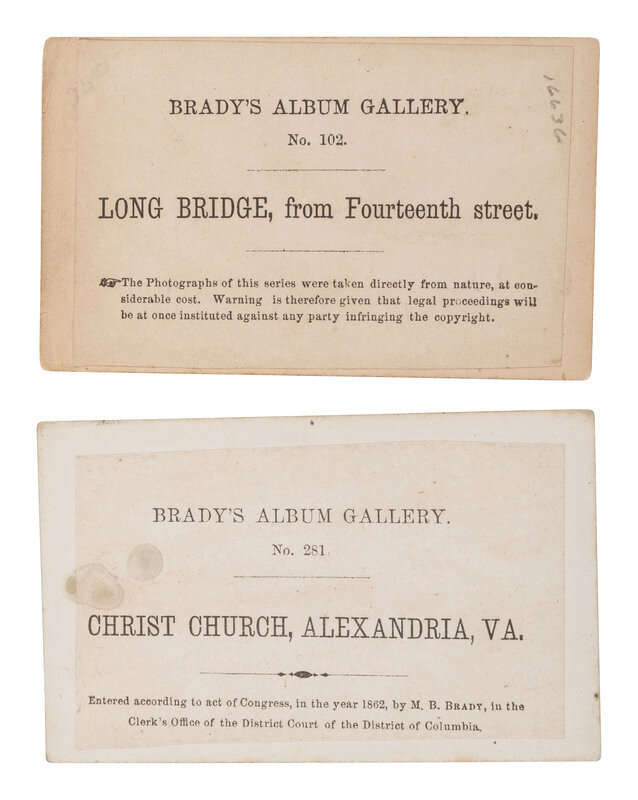 BRADY'S ALBUM GALLERY.
No. 102.
16636
LONG BRIDGE, from Fourteenth street.
☞The Photographs of this series were taken directly from nature, at con-
siderable cost. Warning is therefore given that legal proceedings will
be at once instituted against any party infringing the copyright.
BRADY'S ALBUM GALLERY.
No. 281.
CHRIST CHURCH, ALEXANDRIA, VA.
Entered according to act of Congress, in the year 1862, by M. B. BRADY, in the
Clerk's Office of the District Court of the District of Columbia.